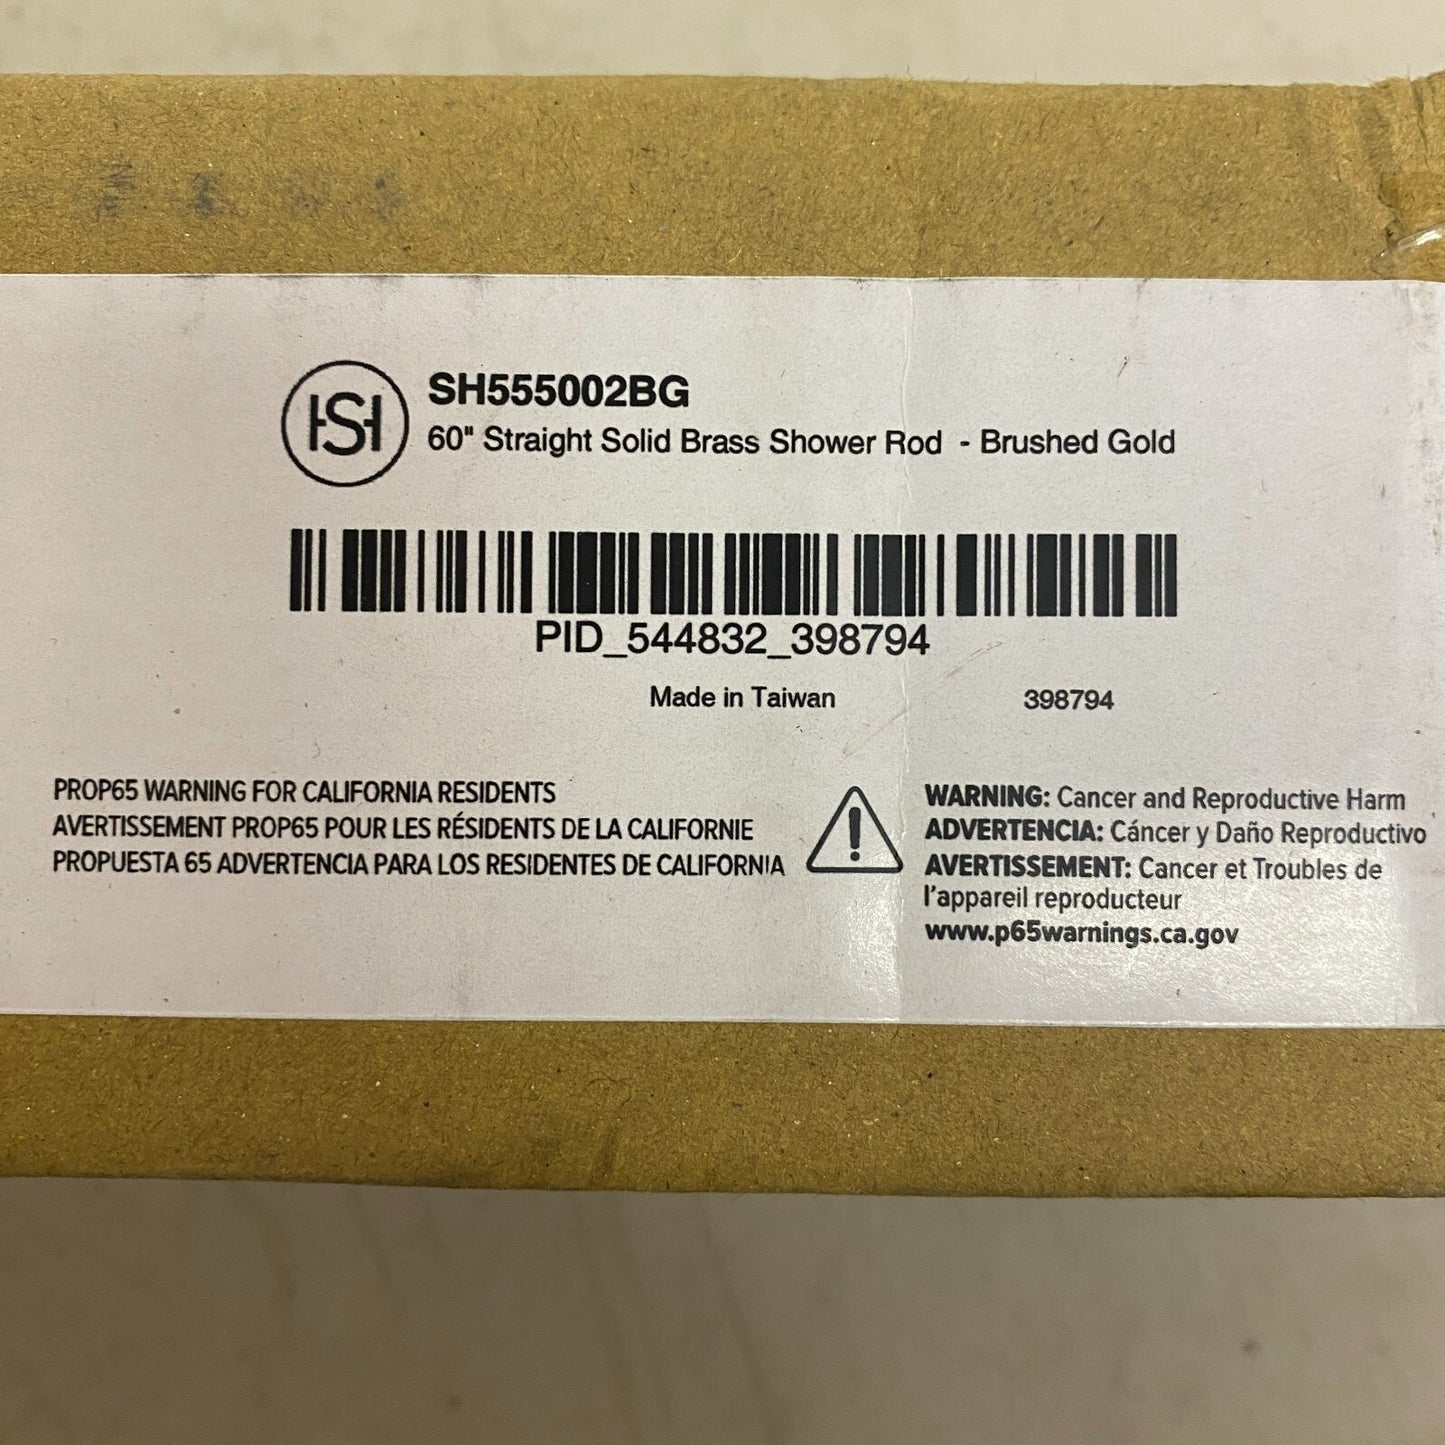 HSH
SH555002BG
60" Straight Solid Brass Shower Rod - Brushed Gold
PID_544832_398794
Made in Taiwan 398794
PROP65 WARNING FOR CALIFORNIA RESIDENTS
AVERTISSEMENT PROP65 POUR LES RÉSIDENTS DE LA CALIFORNIE
PROPUESTA 65 ADVERTENCIA PARA LOS RESIDENTES DE CALIFORNIA
WARNING: Cancer and Reproductive Harm
ADVERTENCIA: Cáncer y Daño Reproductivo
AVERTISSEMENT: Cancer et Troubles de
l'appareil reproducteur
www.p65warnings.ca.gov